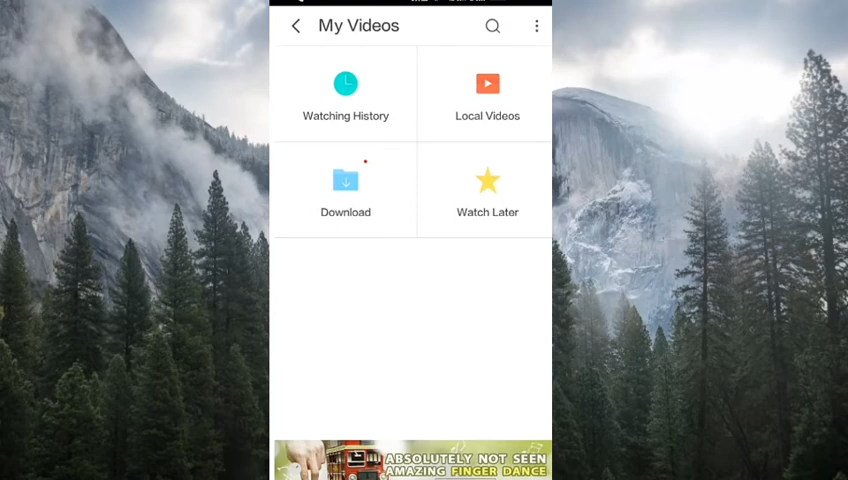 My Videos
Watching History
Local Videos
Download
Watch Later
ABSOLUTELY NOT SEEN
AMAZING FINGER DANCE